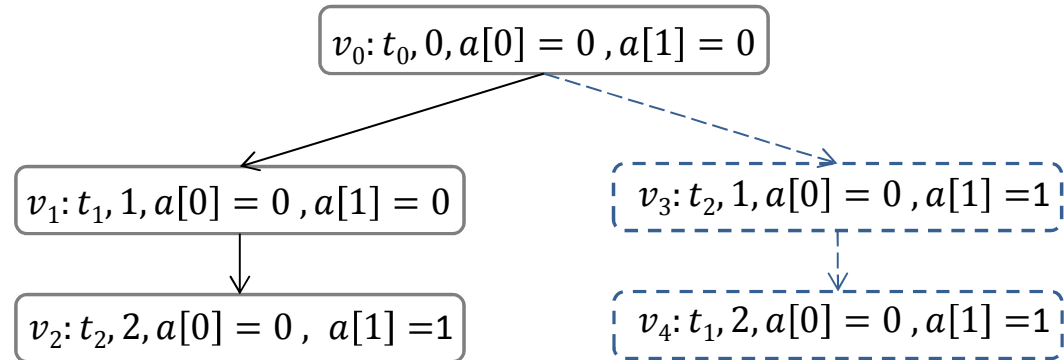 v₀: t₀, 0, a[0] = 0 , a[1] = 0
v₁: t₁, 1, a[0] = 0 , a[1] = 0
v₃: t₂, 1, a[0] = 0 , a[1] =1
v₂: t₂, 2, a[0] = 0 , a[1] =1
v₄: t₁, 2, a[0] = 0 , a[1] =1